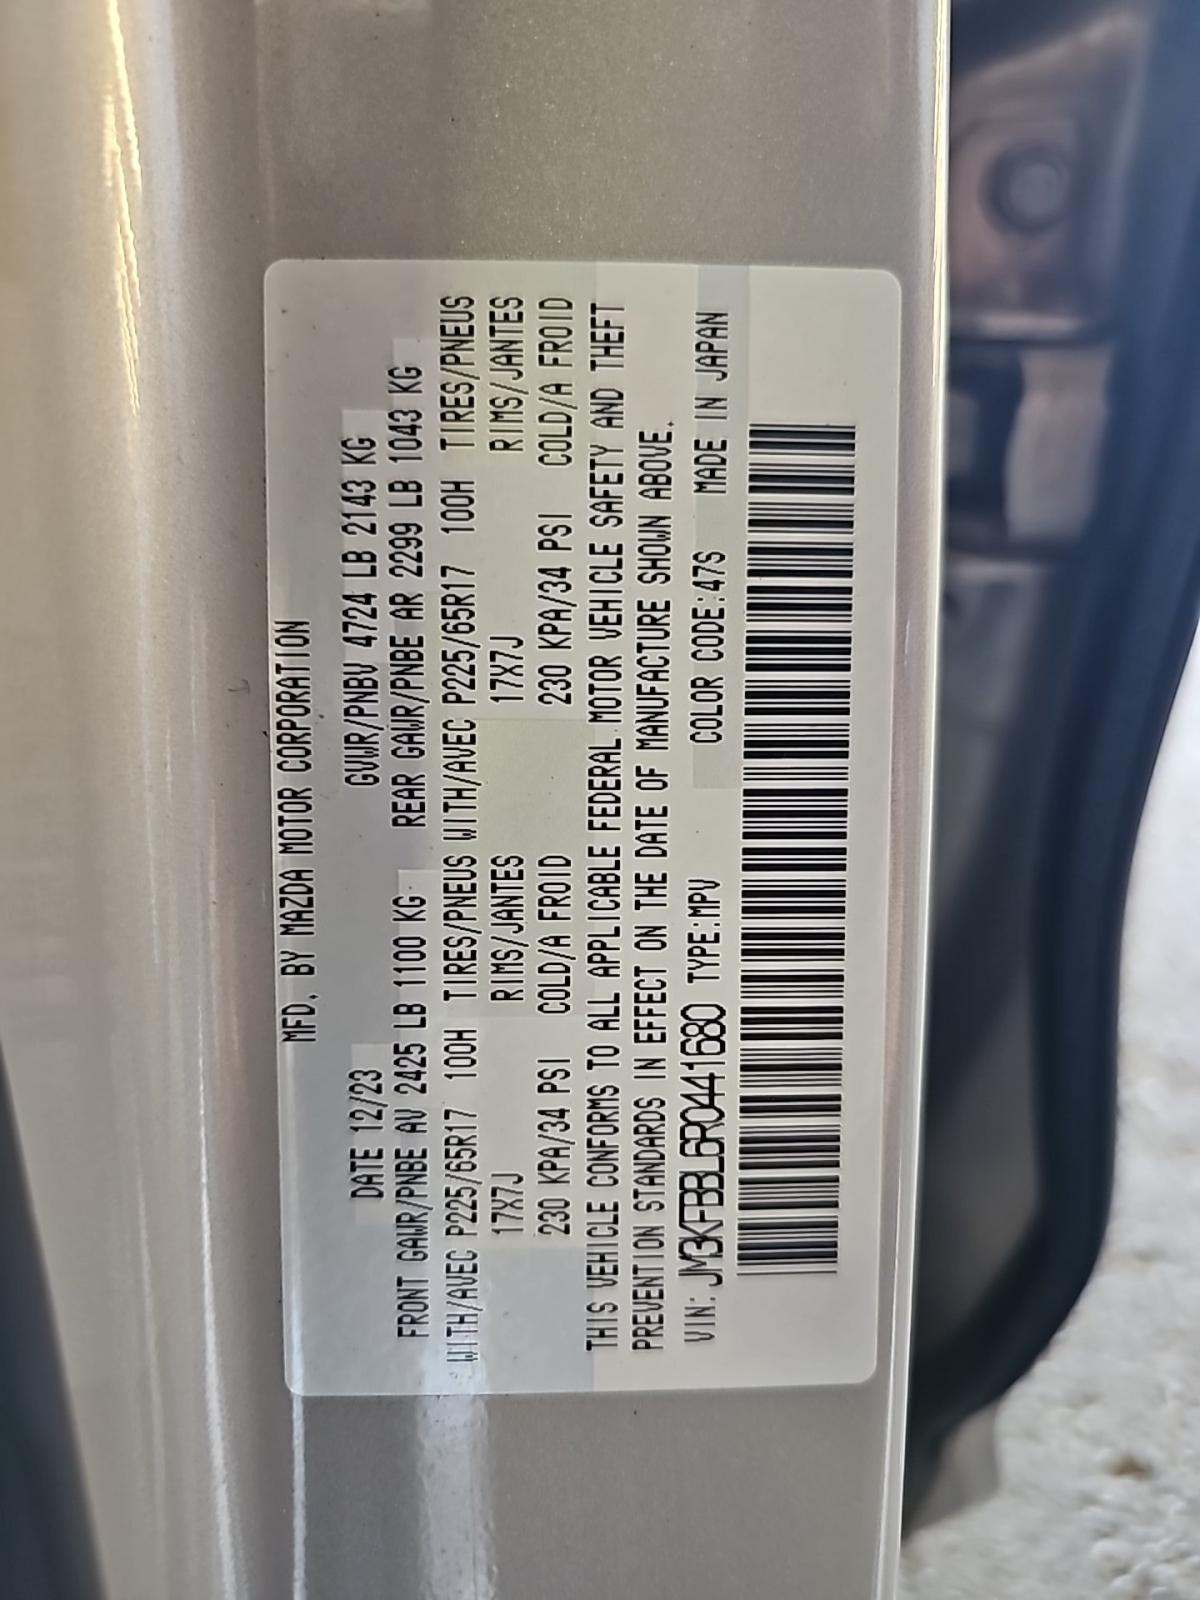 MFD. BY MAZDA MOTOR CORPORATION
DATE 12/23 GVWR/PNBV 4724 LB 2143 KG
FRONT GAWR/PNBE AV 2425 LB 1100 KG REAR GAWR/PNBE AR 2299 LB 1043 KG
WITH/AVEC P225/65R17 100H TIRES/PNEUS WITH/AVEC P225/65R17 100H TIRES/PNEUS
17X7J RIMS/JANTES 17X7J RIMS/JANTES
230 KPA/34 PSI COLD/A FROID 230 KPA/34 PSI COLD/A FROID
THIS VEHICLE CONFORMS TO ALL APPLICABLE FEDERAL MOTOR VEHICLE SAFETY AND THEFT
PREVENTION STANDARDS IN EFFECT ON THE DATE OF MANUFACTURE SHOWN ABOVE.
VIN: JM3KFBBL6R0441680 TYPE:MPV COLOR CODE:47S MADE IN JAPAN